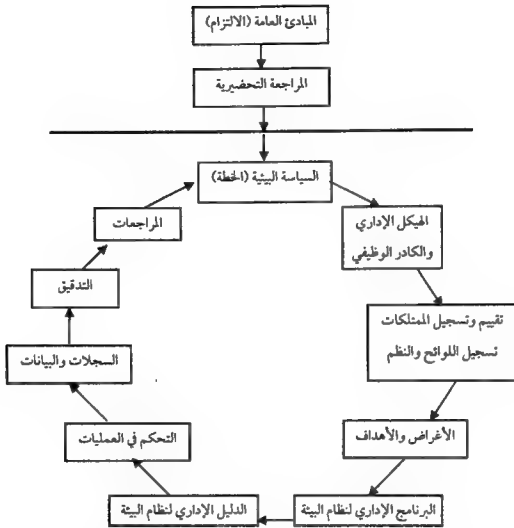 المبادئ العامة (الالتزام)
المراجعة التحضيرية
السياسة البيئية (الخطة)
الهيكل الإداري
والكادر الوظيفي
تقييم وتسجيل الممتلكات
تسجيل اللوائح والنظم
الأغراض والأهداف
البرنامج الإداري لنظام البيئة
الدليل الإداري لنظام البيئة
التحكم في العمليات
السجلات والبيانات
التدقيق
المراجعات